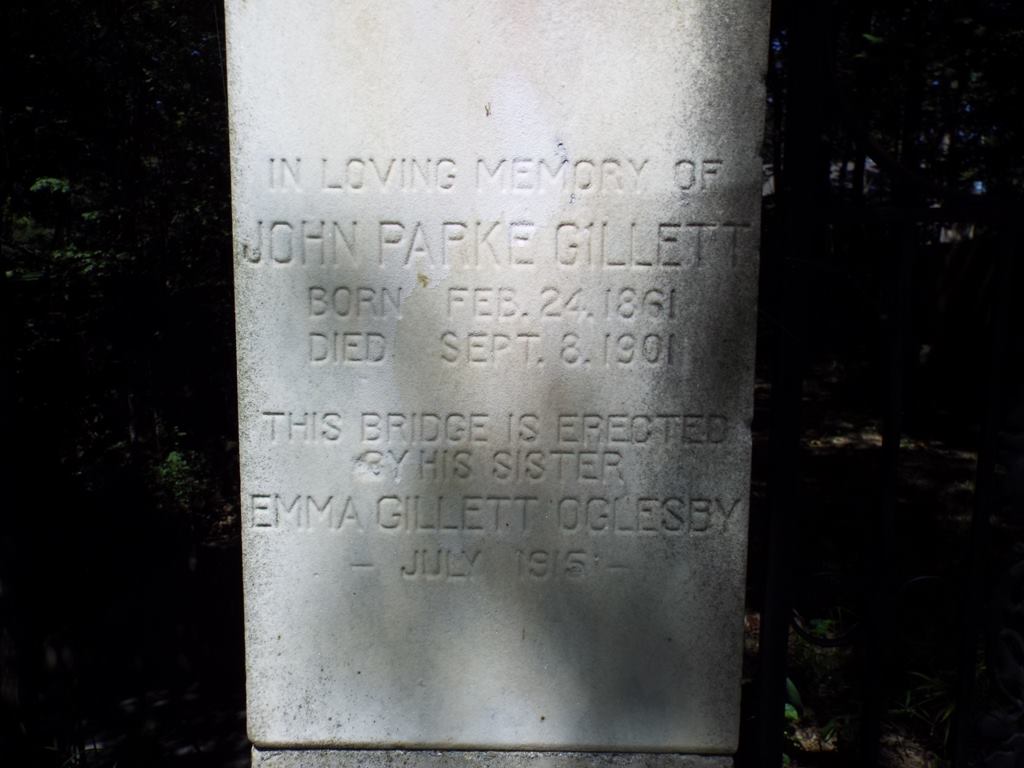 IN LOVING MEMORY OF
JOHN PARKE GILLETT
BORN FEB. 24. 1861
DIED SEPT. 8. 1901
THIS BRIDGE IS ERECTED
BY HIS SISTER
EMMA GILLETT OGLESBY
– JULY 1915 –